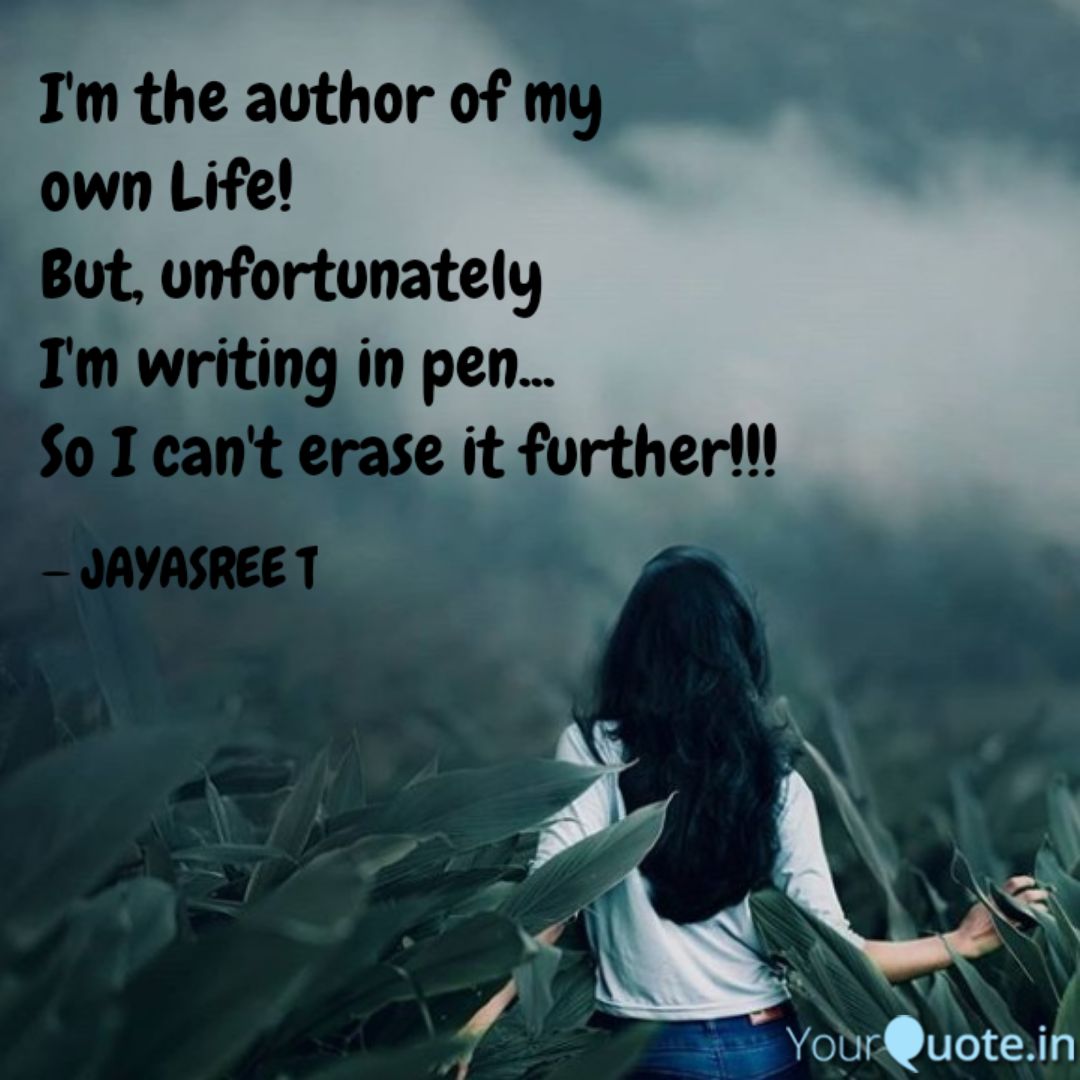 I'm the author of my
own Life!
But, unfortunately
I'm writing in pen...
So I can't erase it further!!!
– JAYASREE T
YourQuote.in